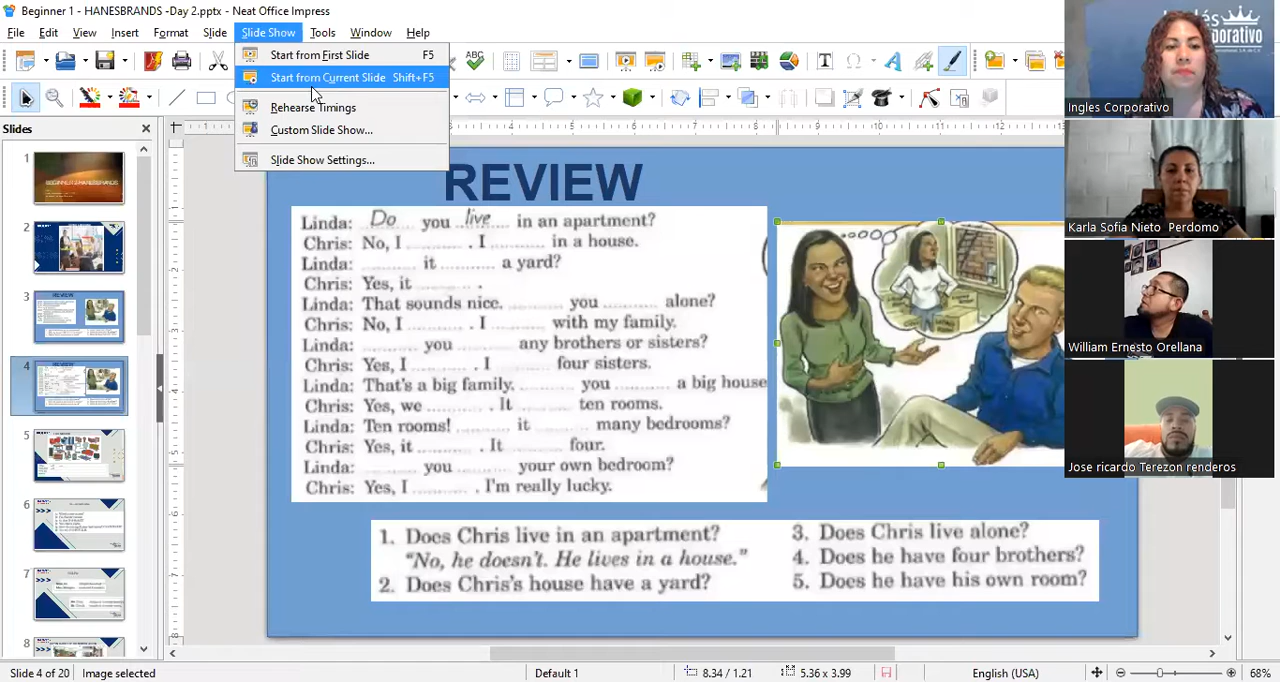 Beginner 1 - HANESBRANDS -Day 2.pptx - Neat Office Impress
File Edit View Insert Format Slide Slide Show Tools Window Help
Start from First Slide F5
Start from Current Slide Shift+F5
Rehearse Timings
Custom Slide Show...
Slide Show Settings...
Slides
1
2
3
4
5
6
7
8
REVIEW
Linda: Do you live in an apartment?
Chris: No, I ........ . I ........ in a house.
Linda: ........ it ........ a yard?
Chris: Yes, it ........ .
Linda: That sounds nice. ........ you ........ alone?
Chris: No, I ........ . I ........ with my family.
Linda: ........ you ........ any brothers or sisters?
Chris: Yes, I ........ . I ........ four sisters.
Linda: That's a big family. ........ you ........ a big house
Chris: Yes, we ........ . It ........ ten rooms.
Linda: Ten rooms! ........ it ........ many bedrooms?
Chris: Yes, it ........ . It ........ four.
Linda: ........ you ........ your own bedroom?
Chris: Yes, I ........ . I'm really lucky.
1. Does Chris live in an apartment?
"No, he doesn't. He lives in a house."
2. Does Chris's house have a yard?
3. Does Chris live alone?
4. Does he have four brothers?
5. Does he have his own room?
Ingles Corporativo
Karla Sofia Nieto Perdomo
William Ernesto Orellana
Jose ricardo Terezon renderos
Slide 4 of 20 Image selected Default 1 8.34 / 1.21 5.36 x 3.99 English (USA) 68%